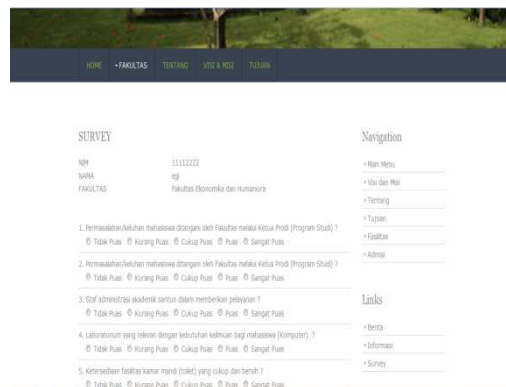 HOME
FAKULTAS
TENTANG
VISI & MISI
TUJUAN
SURVEY
NIM 11112222
NAMA egi
FAKULTAS Fakultas Ekonomika dan Humaniora
1. Permasalahan/keluhan mahasiswa ditangani oleh Fakultas melalui Ketua Prodi (Program Studi) ?
Tidak Puas Kurang Puas Cukup Puas Puas Sangat Puas
2. Permasalahan/keluhan mahasiswa ditangani oleh Fakultas melalui Ketua Prodi (Program Studi) ?
Tidak Puas Kurang Puas Cukup Puas Puas Sangat Puas
3. Staf administrasi akademik santun dalam memberikan pelayanan ?
Tidak Puas Kurang Puas Cukup Puas Puas Sangat Puas
4. Laboratorium yang relevan dengan kebutuhan keilmuan bagi mahasiswa (Komputer). ?
Tidak Puas Kurang Puas Cukup Puas Puas Sangat Puas
5. Ketersediaan fasilitas kamar mandi (toilet) yang cukup dan bersih ?
Tidak Puas Kurang Puas Cukup Puas Puas Sangat Puas
Navigation
Main Menu
Visi dan Misi
Tentang
Tujuan
Fasilitas
Admisi
Links
Berita
Informasi
Survey